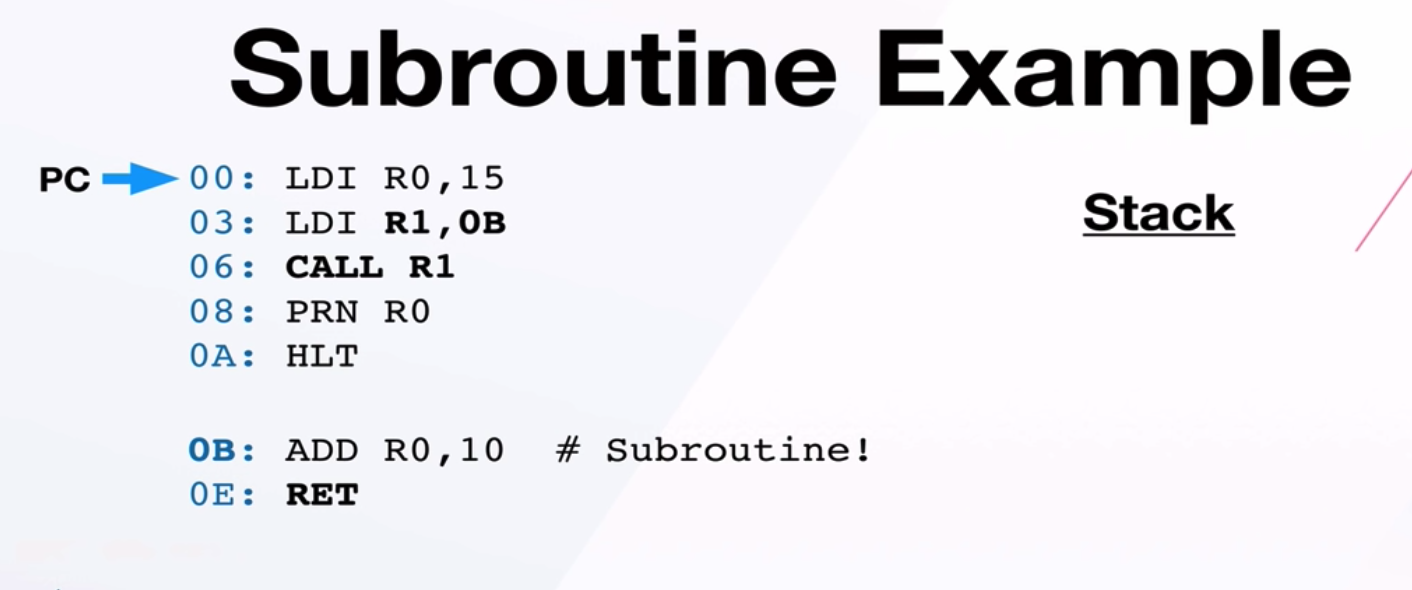 Subroutine Example
PC 00: LDI R0,15
03: LDI R1,0B
06: CALL R1
08: PRN R0
0A: HLT
0B: ADD R0,10 # Subroutine!
0E: RET
Stack